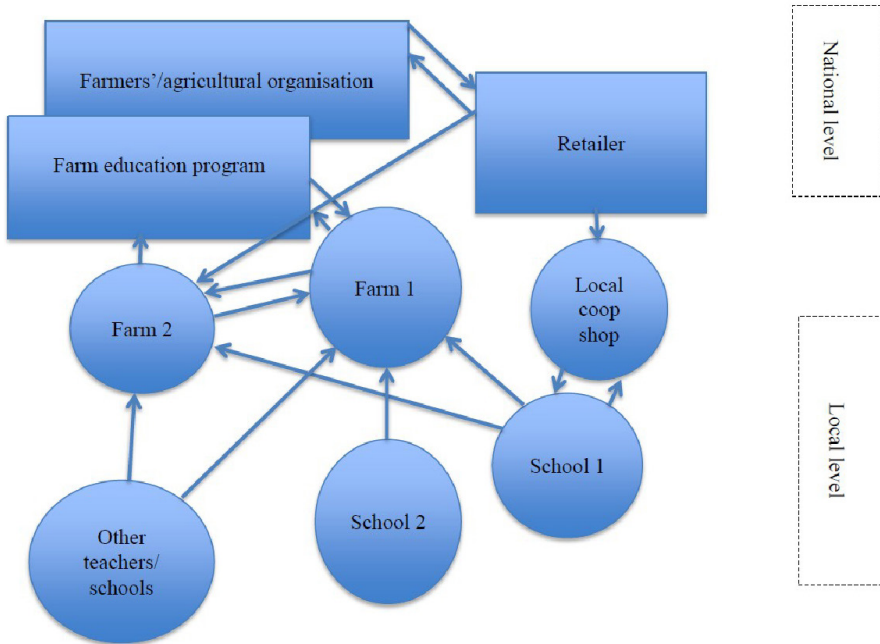 Farmers'/agricultural organisation
Farm education program
Retailer
National level
Farm 1
Local
coop
shop
Farm 2
School 1
School 2
Other
teachers/
schools
Local level